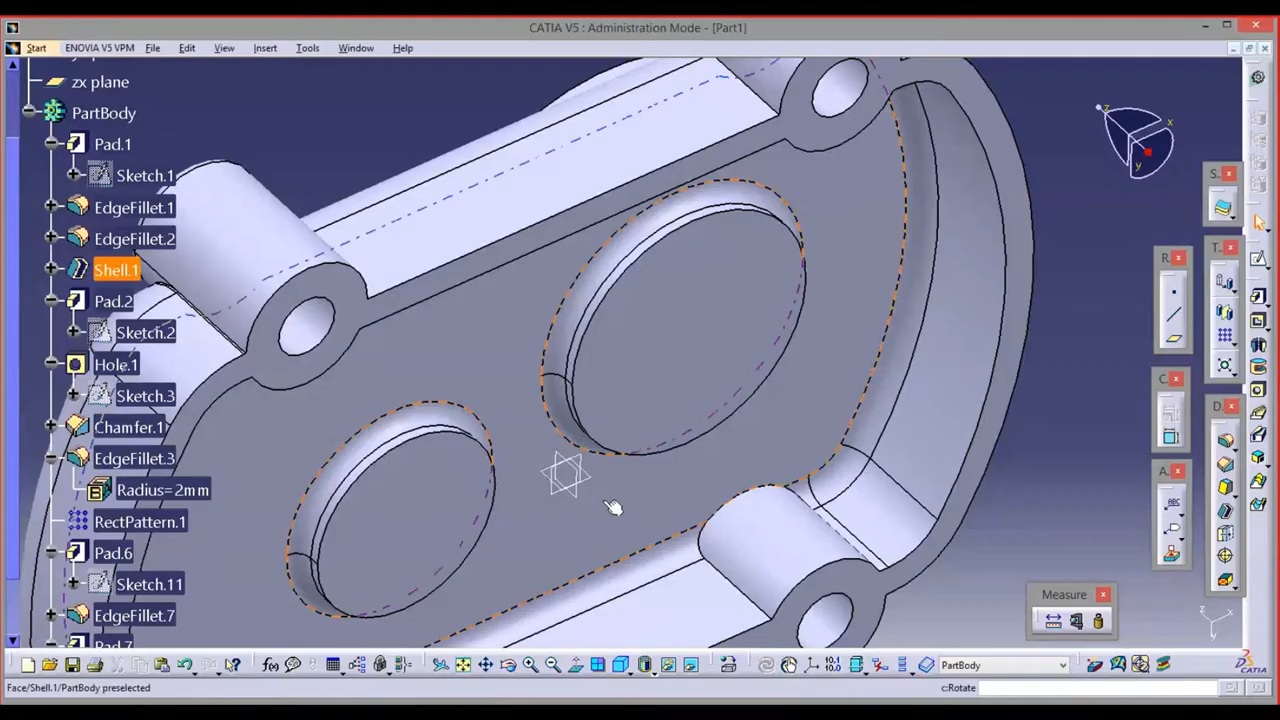 CATIA V5 : Administration Mode - [Part1]
Start ENOVIA V5 VPM File Edit View Insert Tools Window Help
zx plane
PartBody
Pad.1
Sketch.1
EdgeFillet.1
EdgeFillet.2
Shell.1
Pad.2
Sketch.2
Hole.1
Sketch.3
Chamfer.1
EdgeFillet.3
Radius=2mm
RectPattern.1
Pad.6
Sketch.11
EdgeFillet.7
Pad.7
z
x
y
S...
T...
R...
C...
D...
A...
Measure
z
x
PartBody
CATIA
Face/Shell.1/PartBody preselected
c:Rotate